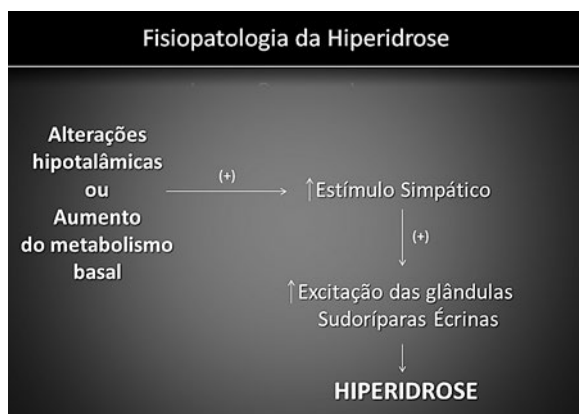 Fisiopatologia da Hiperidrose
Alterações
hipotalâmicas
ou
Aumento
do metabolismo
basal
(+)
↑Estímulo Simpático
(+)
↑Excitação das glândulas
Sudoríparas Écrinas
HIPERIDROSE